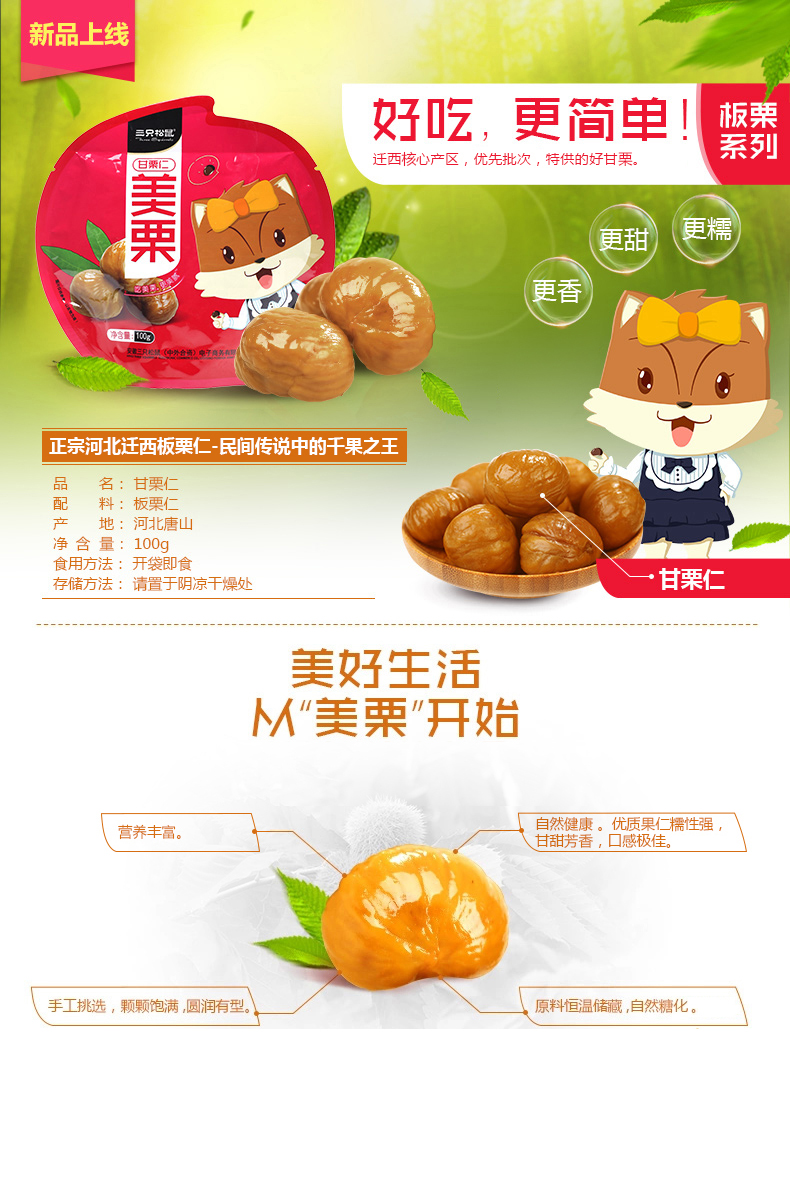 新品上线
好吃，更简单！
迁西核心产区，优先批次，特供的好甘栗。
板栗
系列
三只松鼠
甘栗仁
美栗
净含量：100g
更香
更甜
更糯
正宗河北迁西板栗仁-民间传说中的千果之王
品 名： 甘栗仁
配 料： 板栗仁
产 地： 河北唐山
净 含 量： 100g
食用方法： 开袋即食
存储方法： 请置于阴凉干燥处
甘栗仁
美好生活
从“美栗”开始
营养丰富。
自然健康 。优质果仁糯性强，
甘甜芳香，口感极佳。
手工挑选，颗颗饱满,圆润有型。
原料恒温储藏,自然糖化。